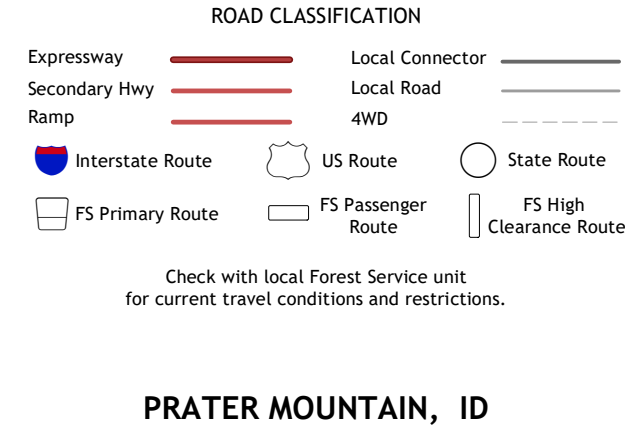 ROAD CLASSIFICATION
Expressway
Local Connector
Secondary Hwy
Local Road
Ramp
4WD
Interstate Route
US Route
State Route
FS Primary Route
FS Passenger
Route
FS High
Clearance Route
Check with local Forest Service unit
for current travel conditions and restrictions.
PRATER MOUNTAIN, ID